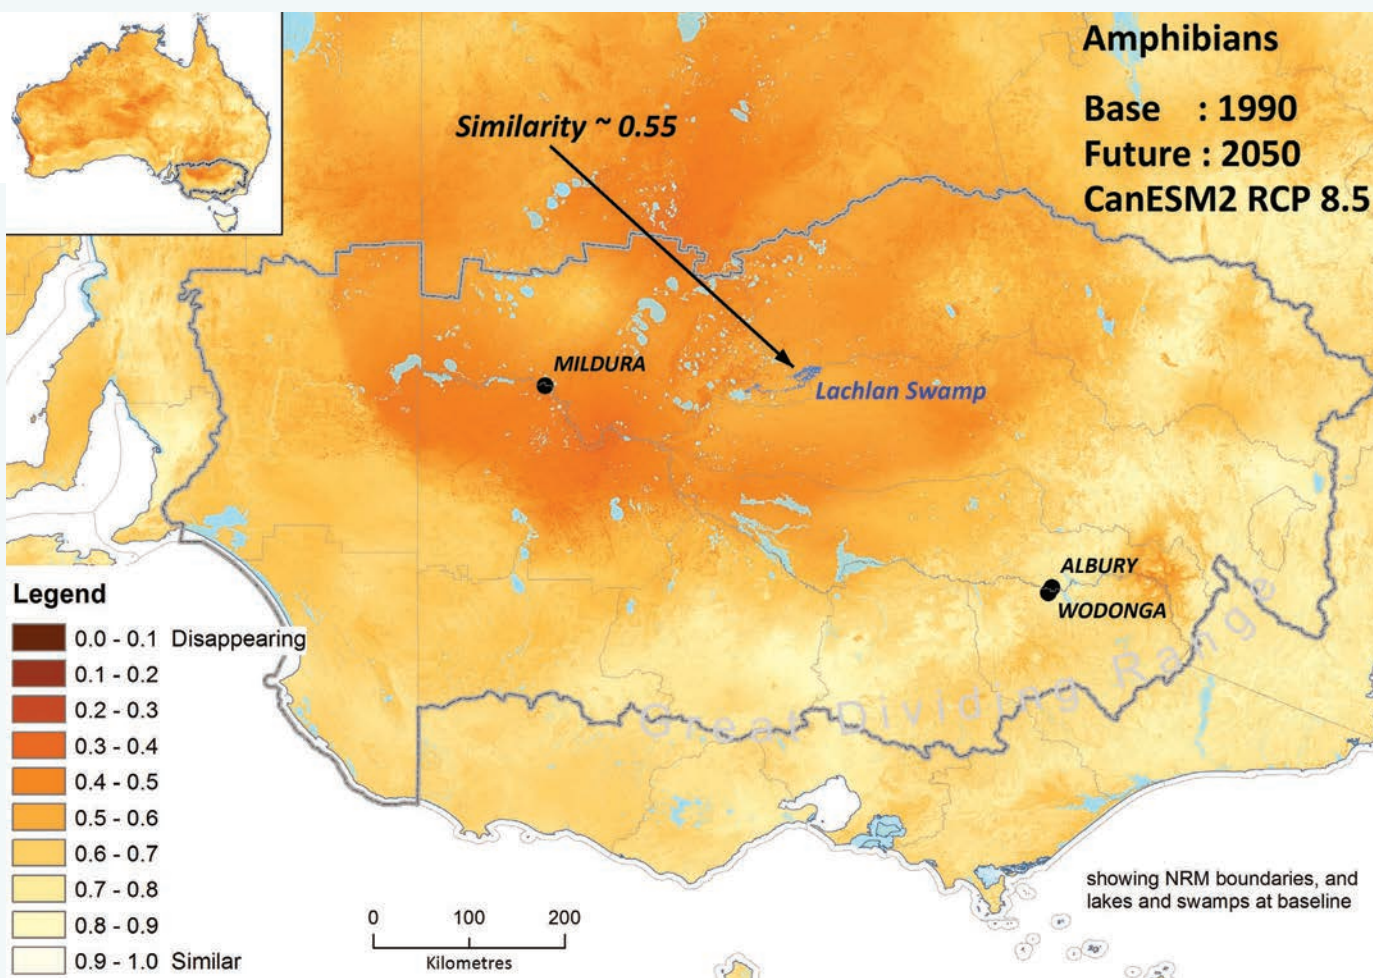 Amphibians
Base : 1990
Future : 2050
CanESM2 RCP 8.5
Similarity ~ 0.55
MILDURA
Lachlan Swamp
ALBURY
WODONGA
Great Dividing Range
Legend
0.0 - 0.1 Disappearing
0.1 - 0.2
0.2 - 0.3
0.3 - 0.4
0.4 - 0.5
0.5 - 0.6
0.6 - 0.7
0.7 - 0.8
0.8 - 0.9
0.9 - 1.0 Similar
0 100 200
Kilometres
showing NRM boundaries, and
lakes and swamps at baseline